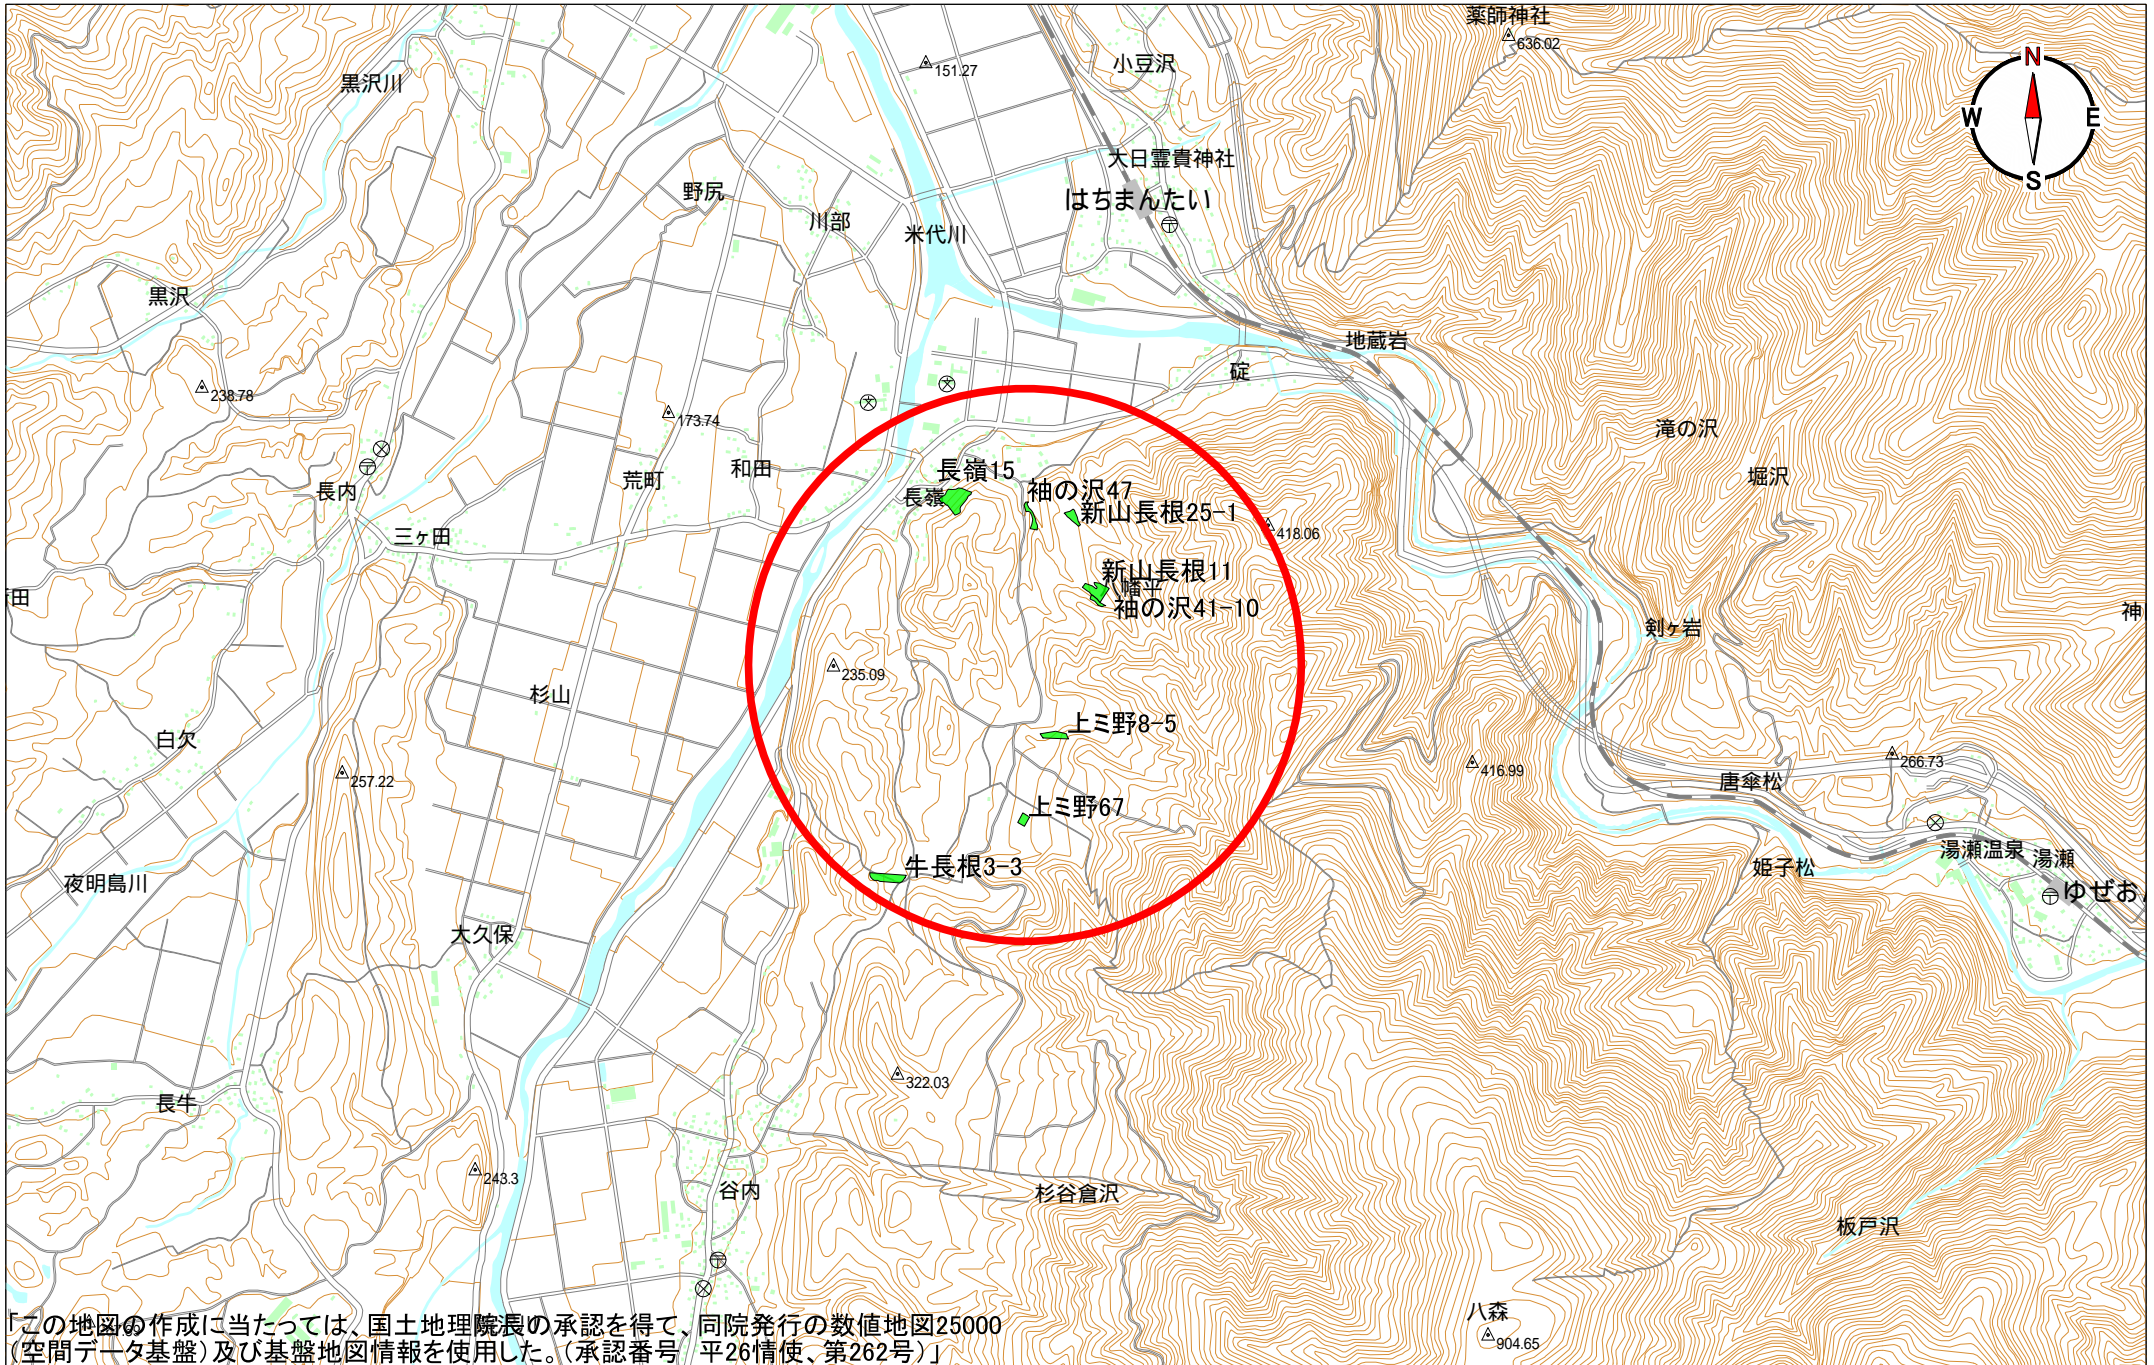 薬師神社
636.02
N
W
E
S
小豆沢
151.27
黒沢川
大日霊貴神社
はちまんたい
野尻
川部
米代川
黒沢
地蔵岩
碇
238.78
173.74
滝の沢
堀沢
和田
荒町
長内
三ヶ田
長嶺15
長嶺
袖の沢47
新山長根25-1
418.06
新山長根11
幡平
袖の沢41-10
田
神
剣ヶ岩
235.09
杉山
上ミ野8-5
白欠
257.22
416.99
266.73
唐傘松
上ミ野67
牛長根3-3
姫子松
湯瀬温泉
湯瀬
ゆぜお
夜明島川
大久保
322.03
長牛
243.3
谷内
杉谷倉沢
板戸沢
八森
904.65
「この地図の作成に当たっては、国土地理院長の承認を得て、同院発行の数値地図25000
（空間データ基盤）及び基盤地図情報を使用した。（承認番号　平26情使、第262号）」